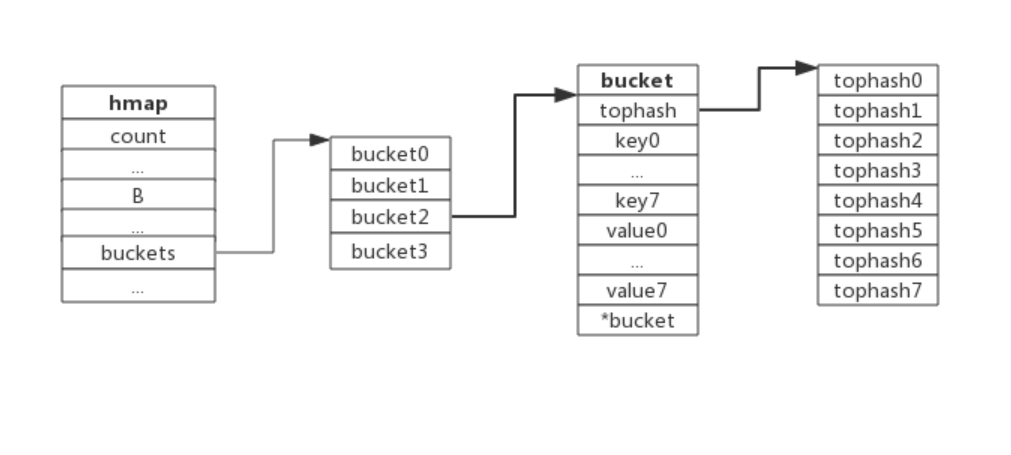 hmap
count
...
B
...
buckets
...
bucket0
bucket1
bucket2
bucket3
bucket
tophash
key0
...
key7
value0
...
value7
*bucket
tophash0
tophash1
tophash2
tophash3
tophash4
tophash5
tophash6
tophash7